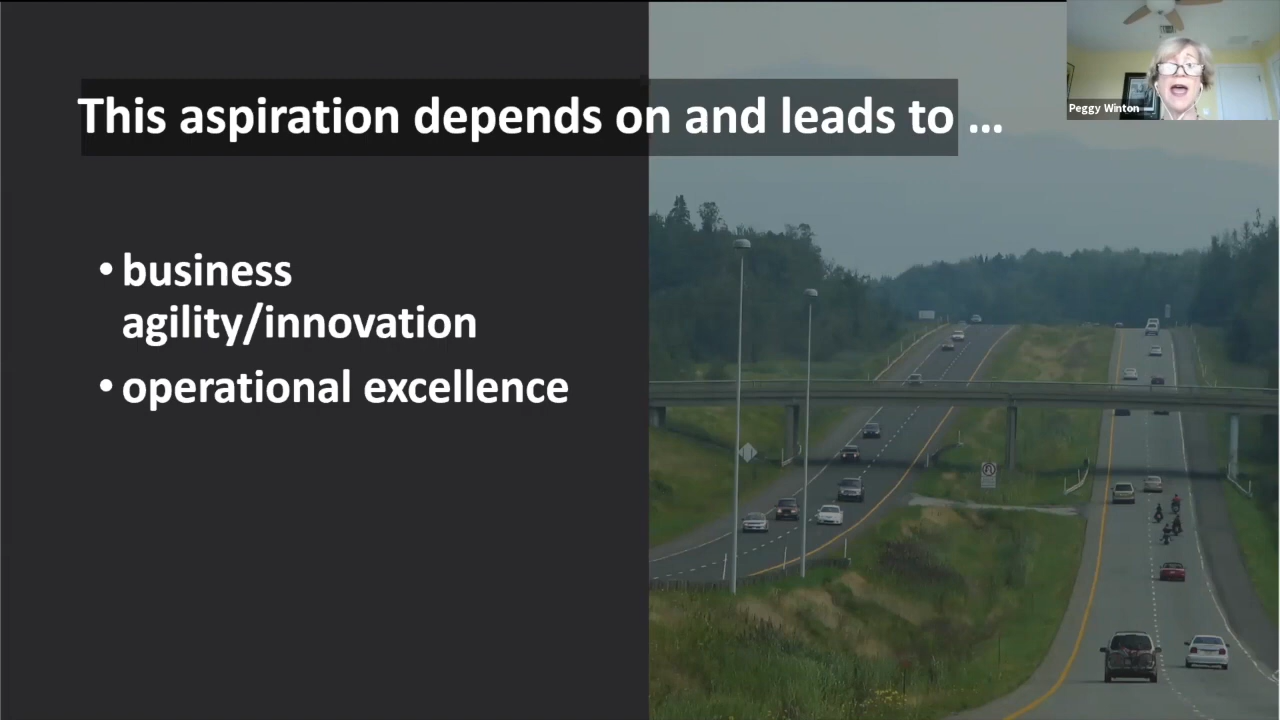 This aspiration depends on and leads to ...
Peggy Winton
• business
agility/innovation
• operational excellence